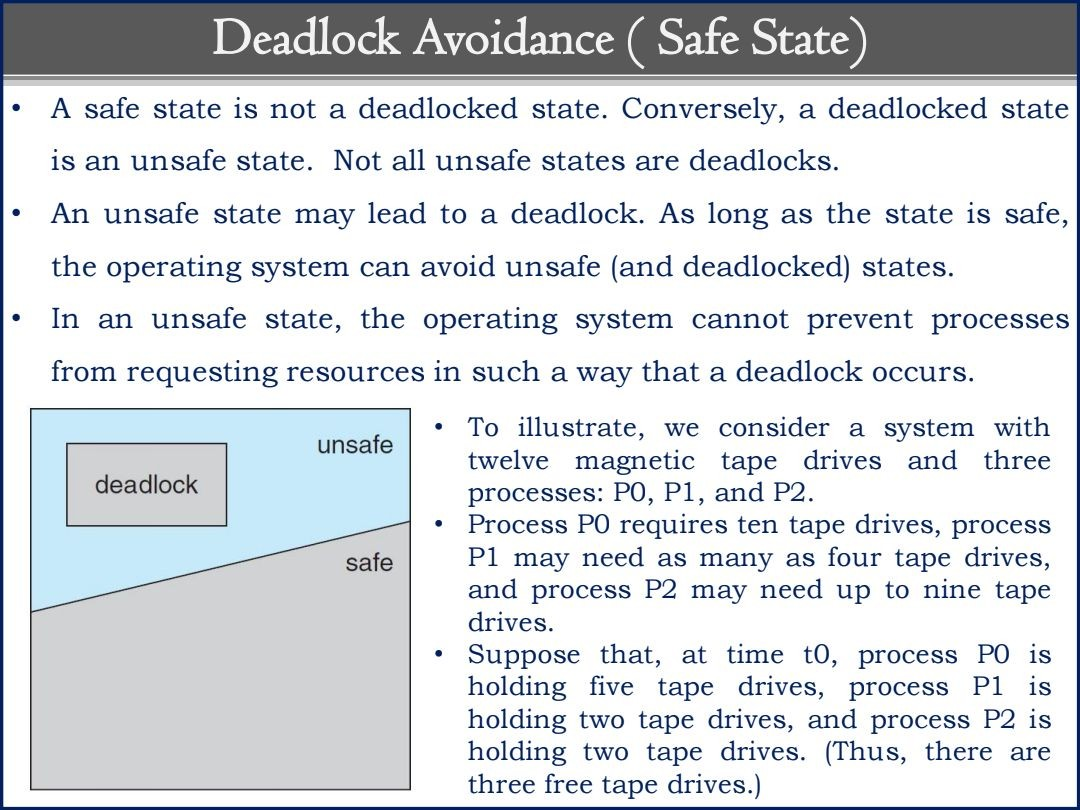 Deadlock Avoidance ( Safe State)
• A safe state is not a deadlocked state. Conversely, a deadlocked state
is an unsafe state.  Not all unsafe states are deadlocks.
• An unsafe state may lead to a deadlock. As long as the state is safe,
the operating system can avoid unsafe (and deadlocked) states.
• In an unsafe state, the operating system cannot prevent processes
from requesting resources in such a way that a deadlock occurs.
unsafe
deadlock
safe
• To illustrate, we consider a system with
twelve magnetic tape drives and three
processes: P0, P1, and P2.
• Process P0 requires ten tape drives, process
P1 may need as many as four tape drives,
and process P2 may need up to nine tape
drives.
• Suppose that, at time t0, process P0 is
holding five tape drives, process P1 is
holding two tape drives, and process P2 is
holding two tape drives. (Thus, there are
three free tape drives.)